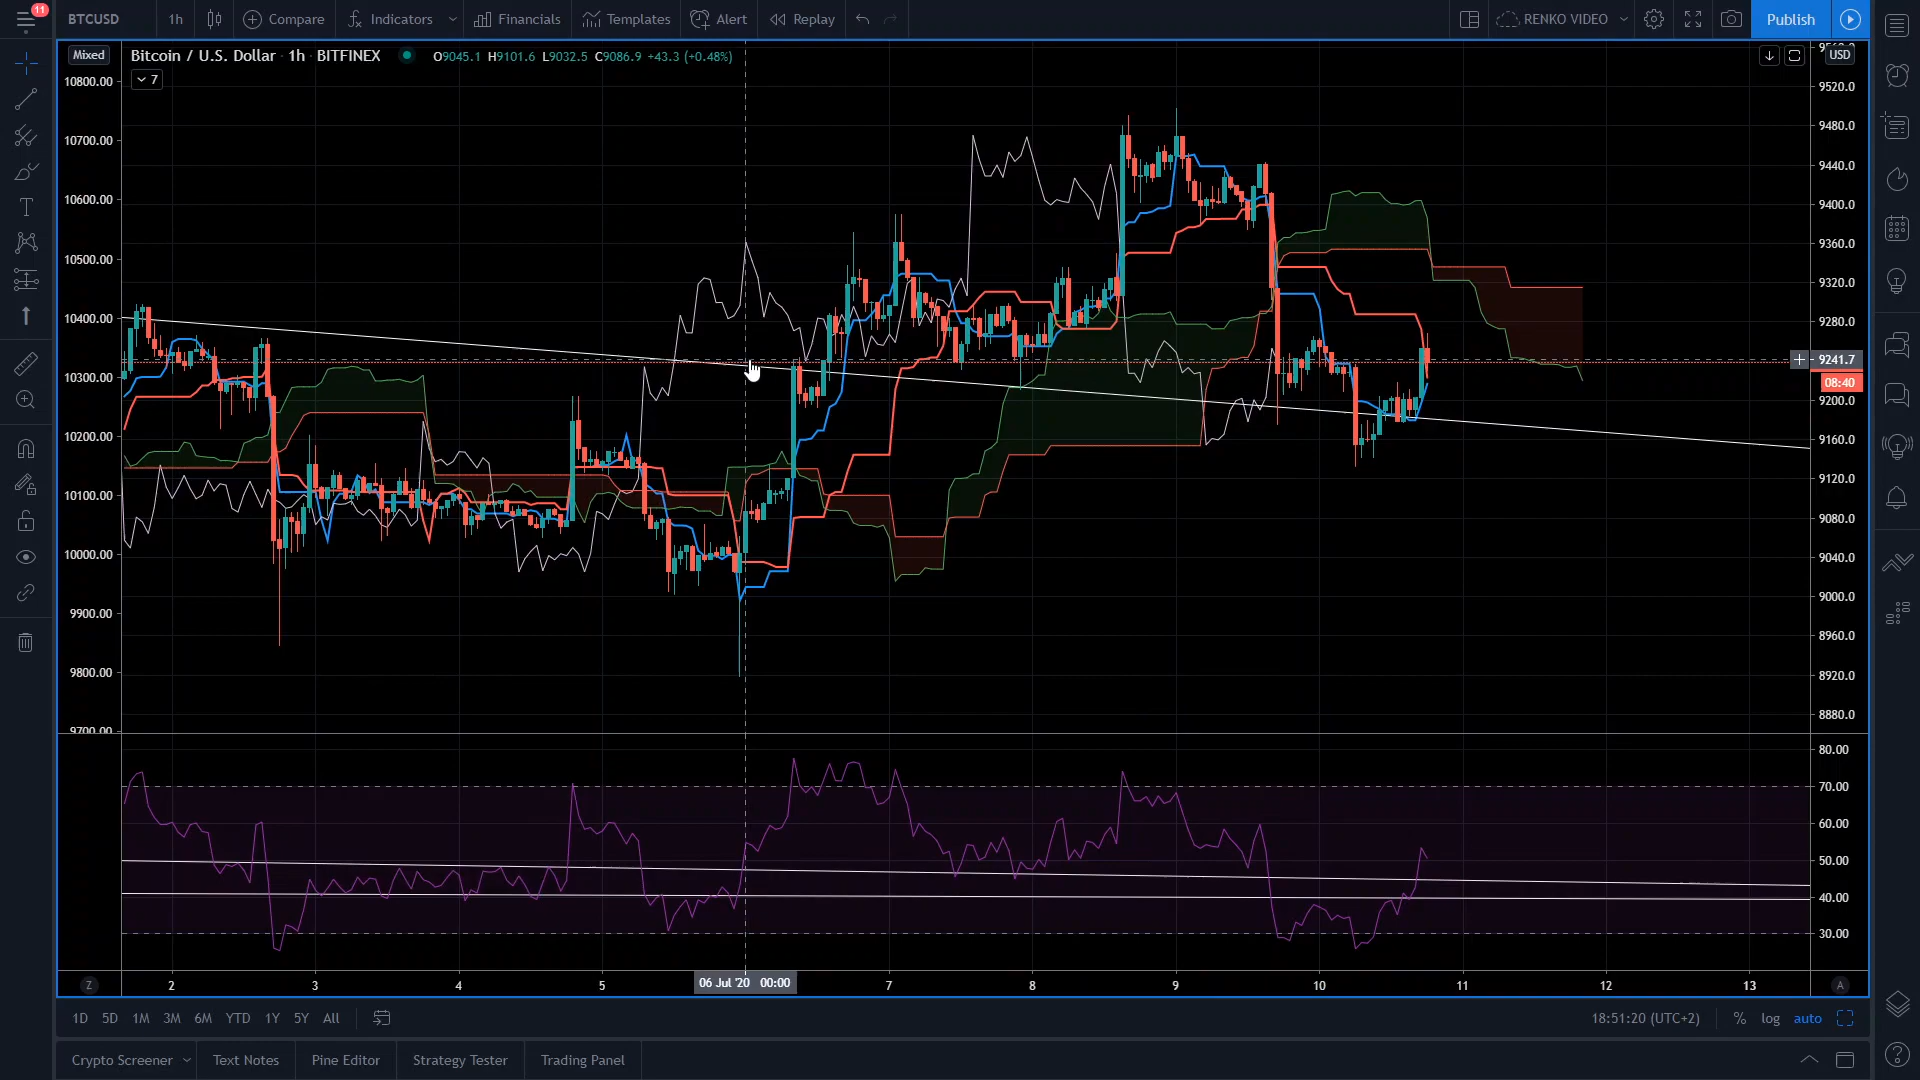 11
BTCUSD
1h
Compare
Indicators
Financials
Templates
Alert
Replay
RENKO VIDEO
Publish
Mixed
Bitcoin / U.S. Dollar · 1h · BITFINEX
O9045.1 H9101.6 L9032.5 C9086.9 +43.3 (+0.48%)
7
USD
10800.00
10700.00
10600.00
10500.00
10400.00
10300.00
10200.00
10100.00
10000.00
9900.00
9800.00
9700.00
9560.0
9520.0
9480.0
9440.0
9400.0
9360.0
9320.0
9280.0
9241.7
08:40
9200.0
9160.0
9120.0
9080.0
9040.0
9000.0
8960.0
8920.0
8880.0
80.00
70.00
60.00
50.00
40.00
30.00
Z
2
3
4
5
06 Jul '20 00:00
7
8
9
10
11
12
13
A
1D
5D
1M
3M
6M
YTD
1Y
5Y
All
18:51:20 (UTC+2)
%
log
auto
Crypto Screener
Text Notes
Pine Editor
Strategy Tester
Trading Panel